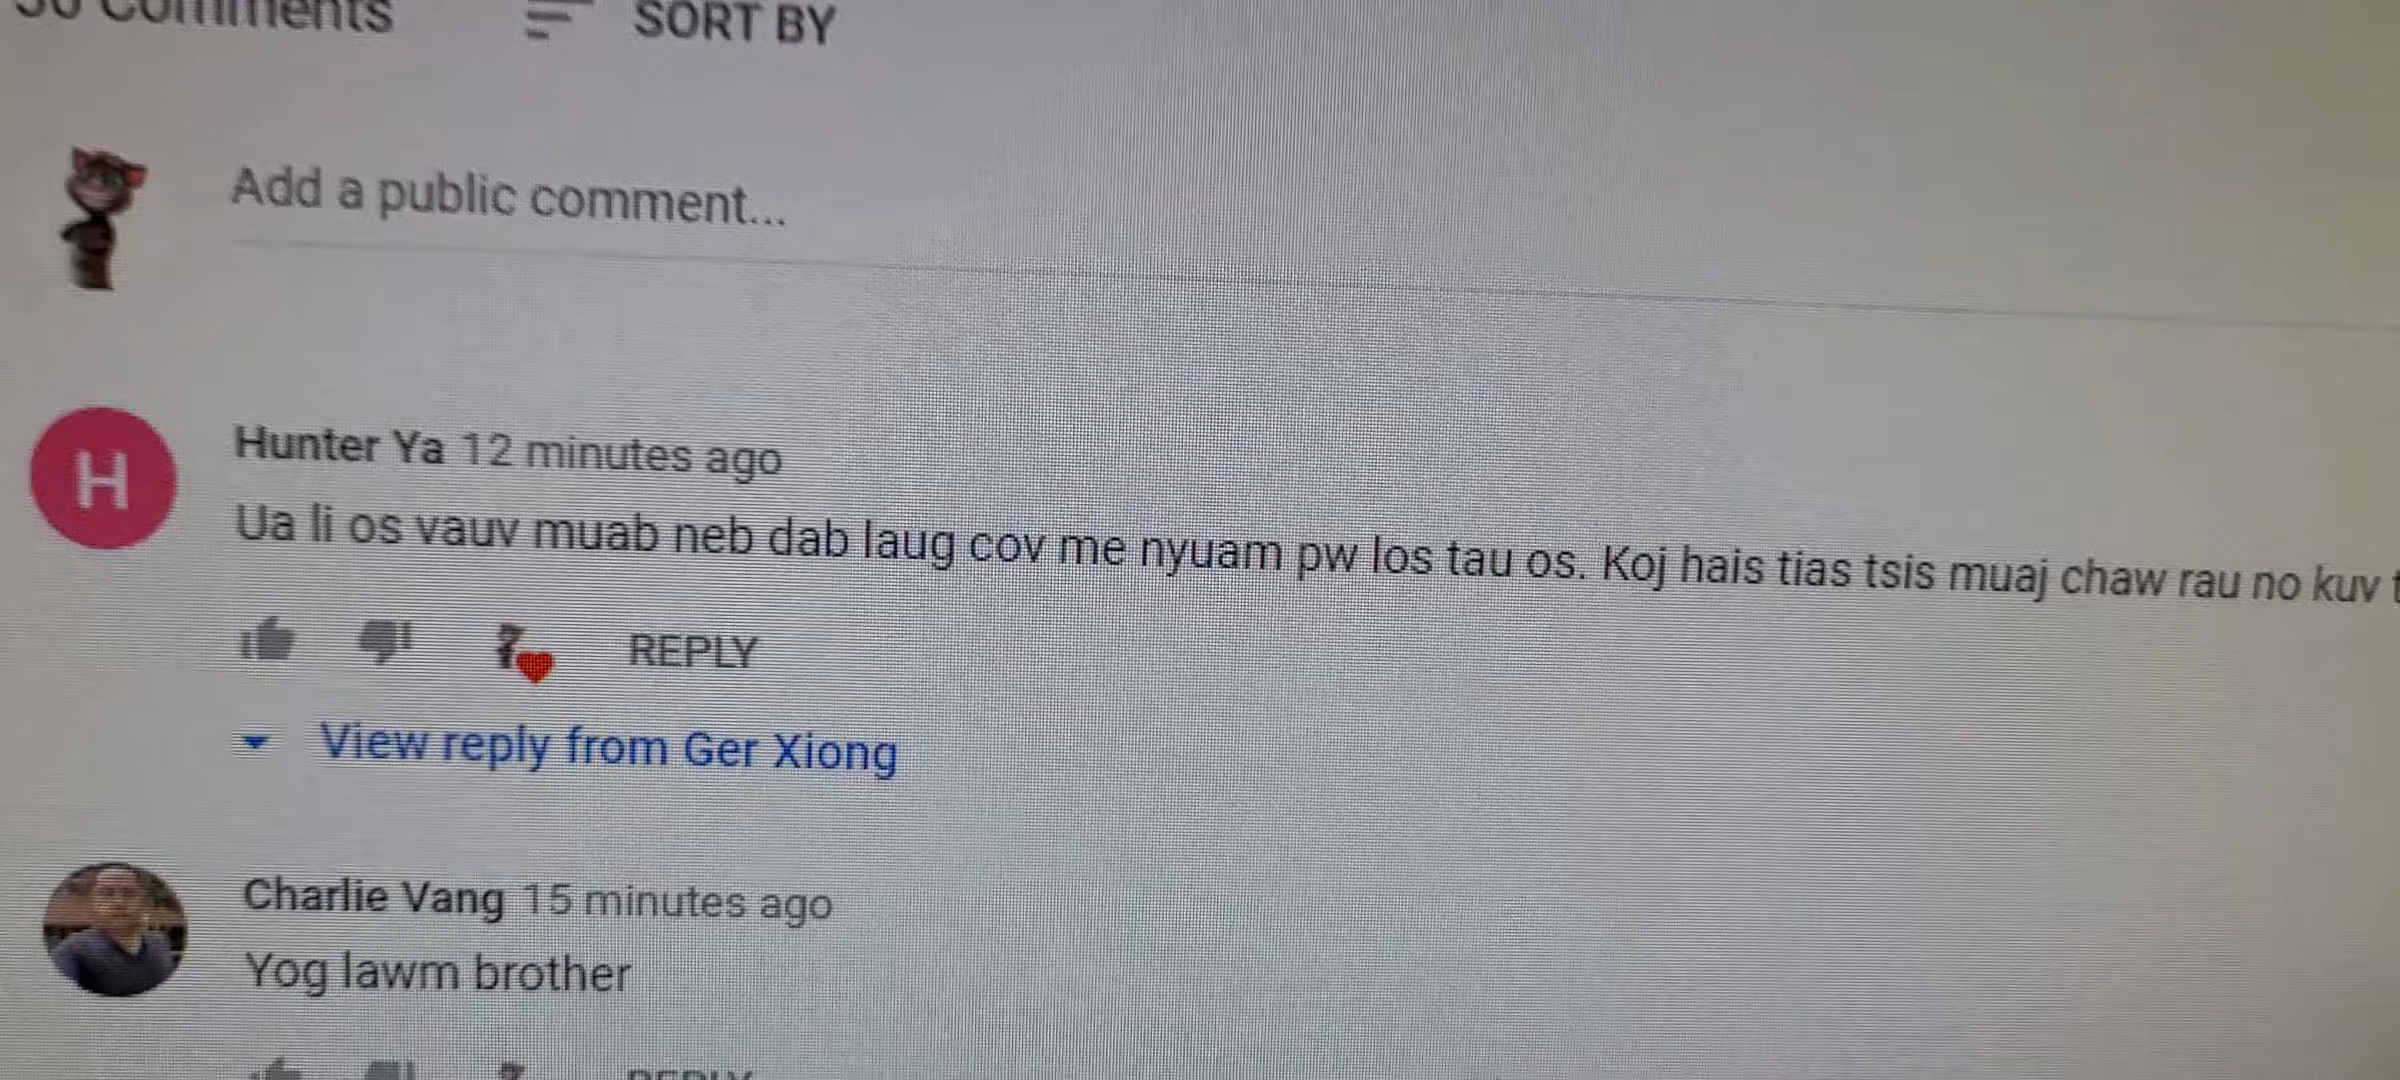 Comments
SORT BY
Add a public comment...
H
Hunter Ya 12 minutes ago
Ua li os vauv muab neb dab laug cov me nyuam pw los tau os. Koj hais tias tsis muaj chaw rau no kuv
REPLY
View reply from Ger Xiong
Charlie Vang 15 minutes ago
Yog lawm brother
REPLY